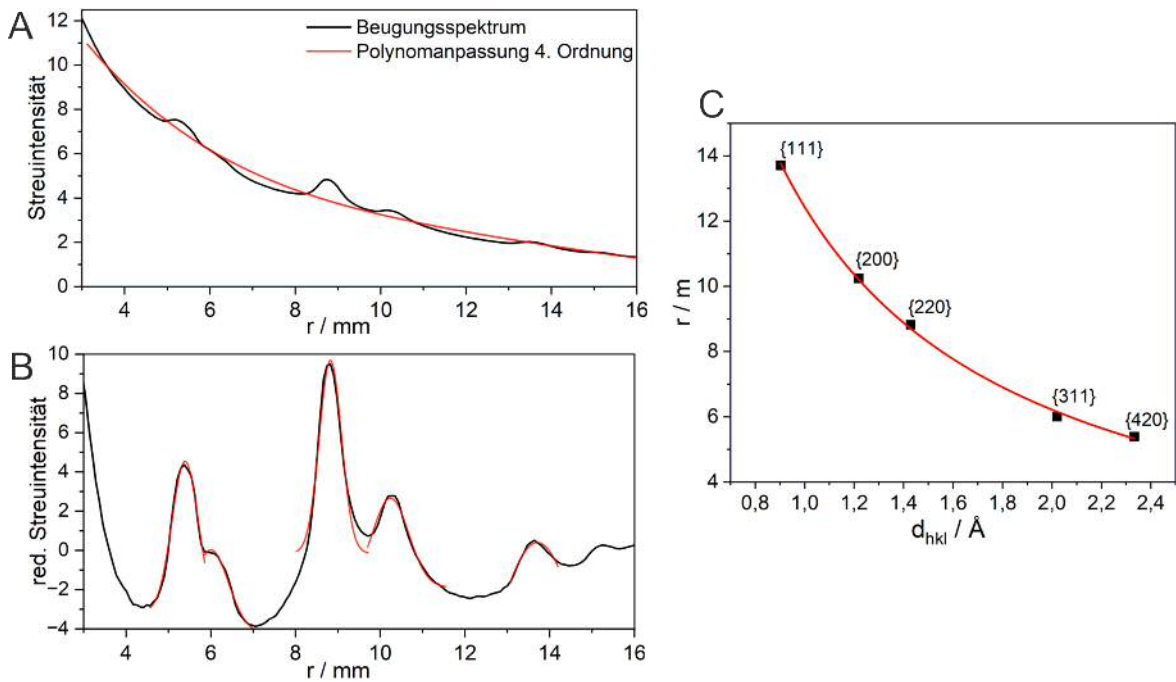 A
12
10
8
6
4
2
0
Streuintensität
Beugungsspektrum
Polynomanpassung 4. Ordnung
4 6 8 10 12 14 16
r / mm
B
10
8
6
4
2
0
−2
−4
red. Streuintensität
4 6 8 10 12 14 16
r / mm
C
14
12
10
8
6
4
r / m
{111}
{200}
{220}
{311}
{420}
0,8 1,0 1,2 1,4 1,6 1,8 2,0 2,2 2,4
dhkl / Å